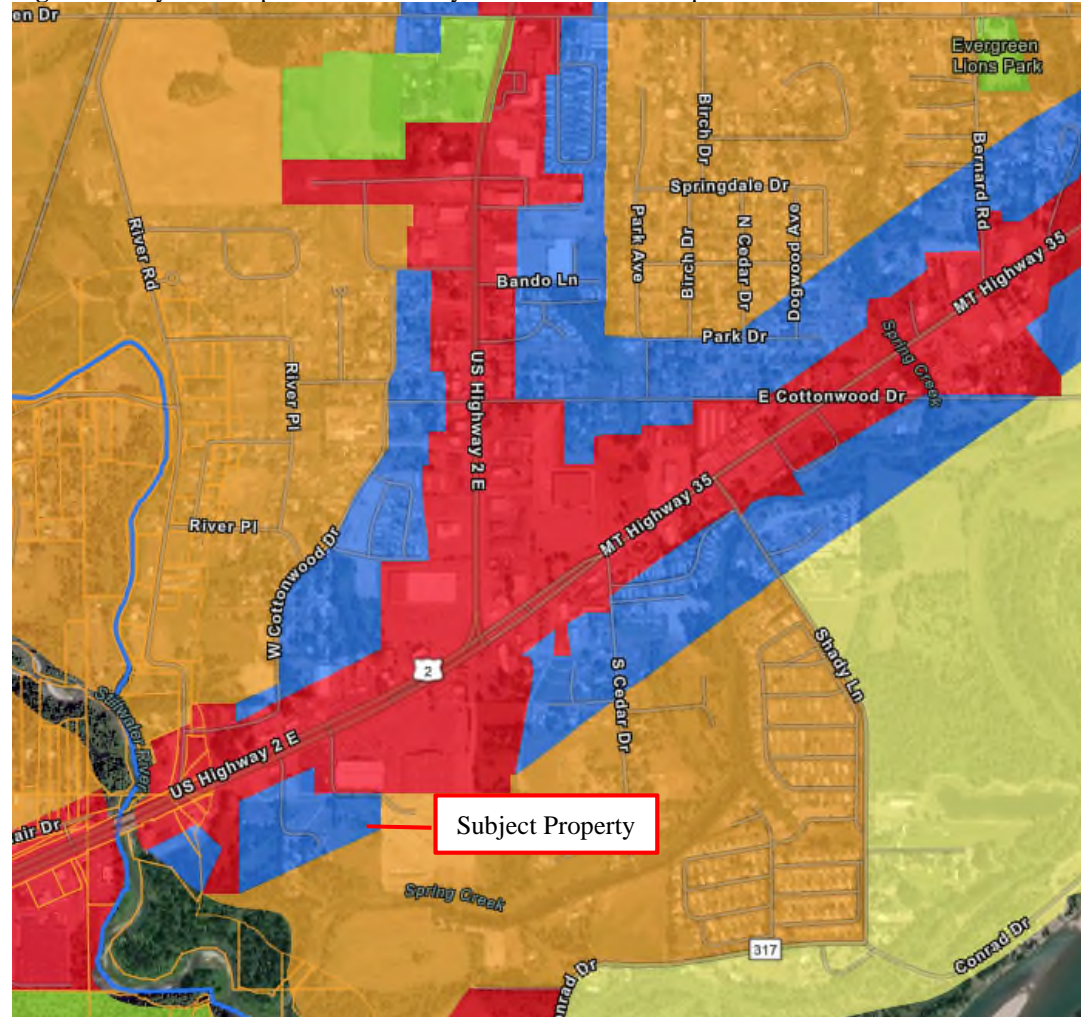 en Dr
Evergreen
Lions Park
Birch Dr
Bernard Rd
Springdale Dr
River Rd
Park Ave
Birch Dr
N Cedar Dr
Dogwood Ave
MT Highway 35
Bando Ln
Park Dr
Spring Creek
US Highway 2 E
River Pl
E Cottonwood Dr
River Pl
MT Highway 35
W Cottonwood Dr
2
S Cedar Dr
Shady Ln
Stillwater River
US Highway 2 E
air Dr
Subject Property
Spring Creek
317
Conrad Dr
nrad Dr